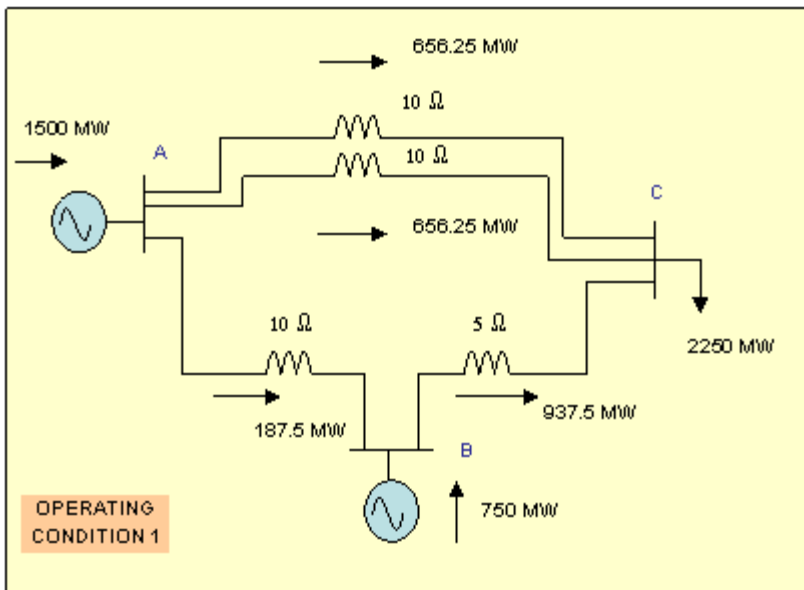 656.25 MW
10 Ω
1500 MW
A
10 Ω
C
656.25 MW
10 Ω
5 Ω
2250 MW
937.5 MW
187.5 MW
B
OPERATING
CONDITION 1
750 MW